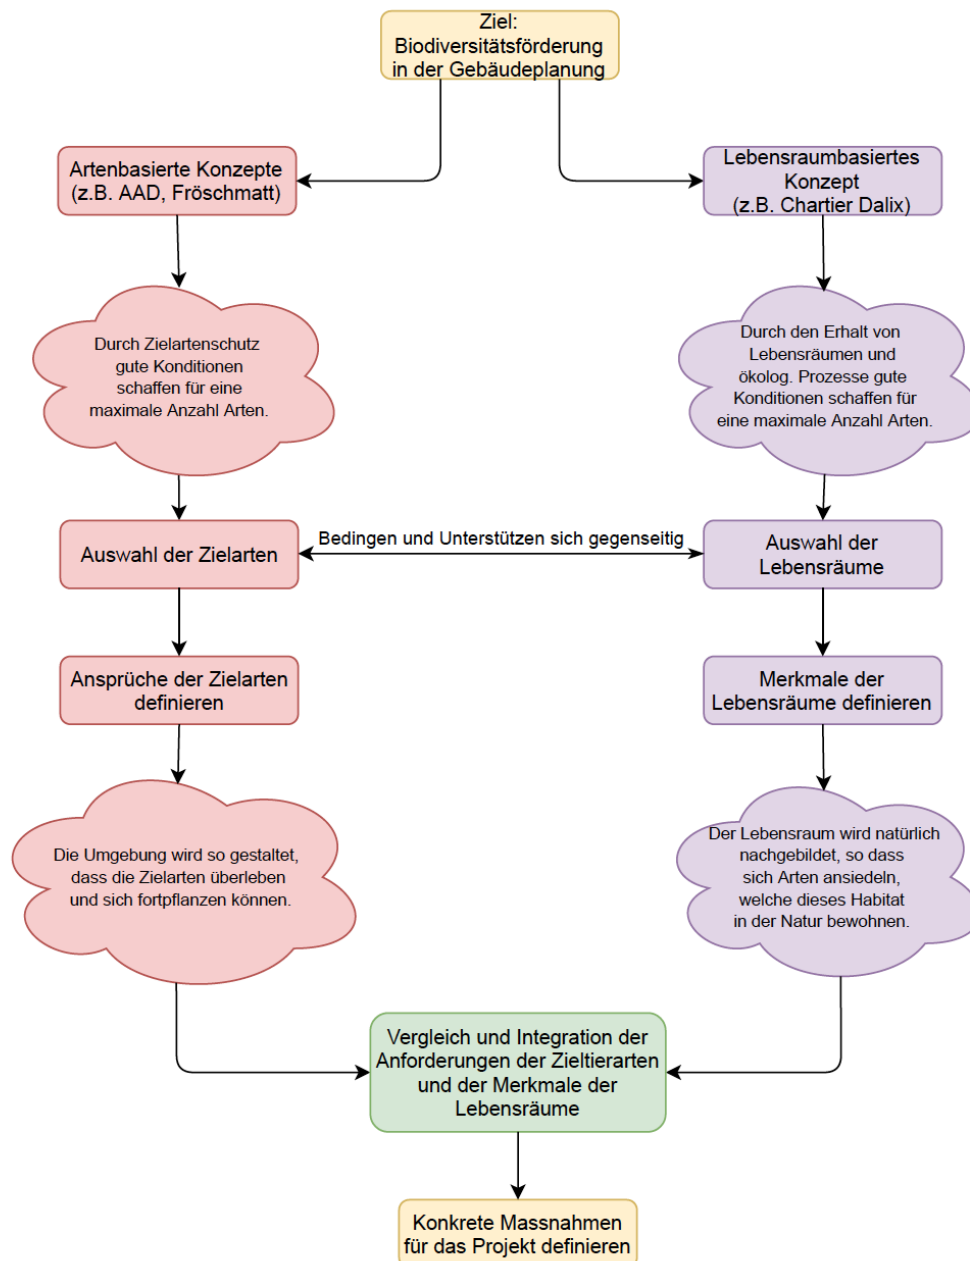 Ziel:
Biodiversitätsförderung
in der Gebäudeplanung
Artenbasierte Konzepte
(z.B. AAD, Fröschmatt)
Lebensraumbasiertes
Konzept
(z.B. Chartier Dalix)
Durch Zielartenschutz
gute Konditionen
schaffen für eine
maximale Anzahl Arten.
Durch den Erhalt von
Lebensräumen und
ökolog. Prozesse gute
Konditionen schaffen für
eine maximale Anzahl Arten.
Auswahl der Zielarten
Bedingen und Unterstützen sich gegenseitig
Auswahl der
Lebensräume
Ansprüche der Zielarten
definieren
Merkmale der
Lebensräume definieren
Die Umgebung wird so gestaltet,
dass die Zielarten überleben
und sich fortpflanzen können.
Der Lebensraum wird natürlich
nachgebildet, so dass
sich Arten ansiedeln,
welche dieses Habitat
in der Natur bewohnen.
Vergleich und Integration der
Anforderungen der Zieltierarten
und der Merkmale der
Lebensräume
Konkrete Massnahmen
für das Projekt definieren